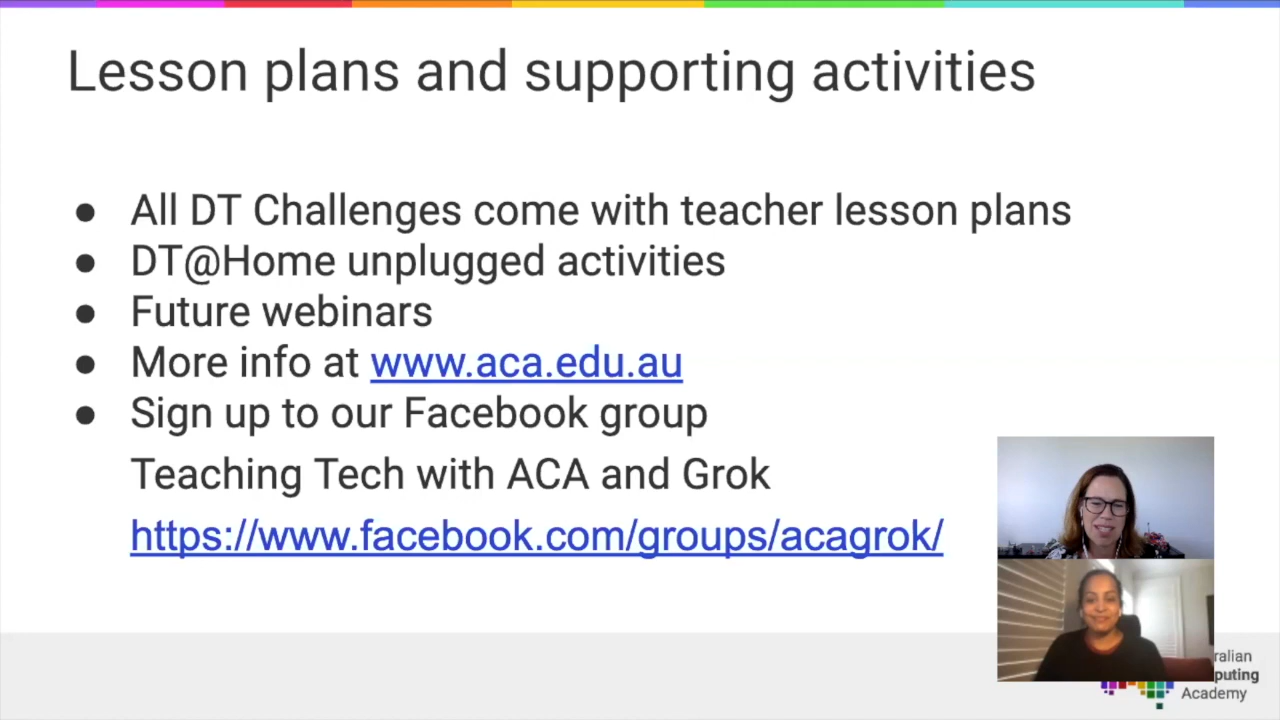 Lesson plans and supporting activities
● All DT Challenges come with teacher lesson plans
● DT@Home unplugged activities
● Future webinars
● More info at www.aca.edu.au
● Sign up to our Facebook group
Teaching Tech with ACA and Grok
https://www.facebook.com/groups/acagrok/
ralian
puting
Academy